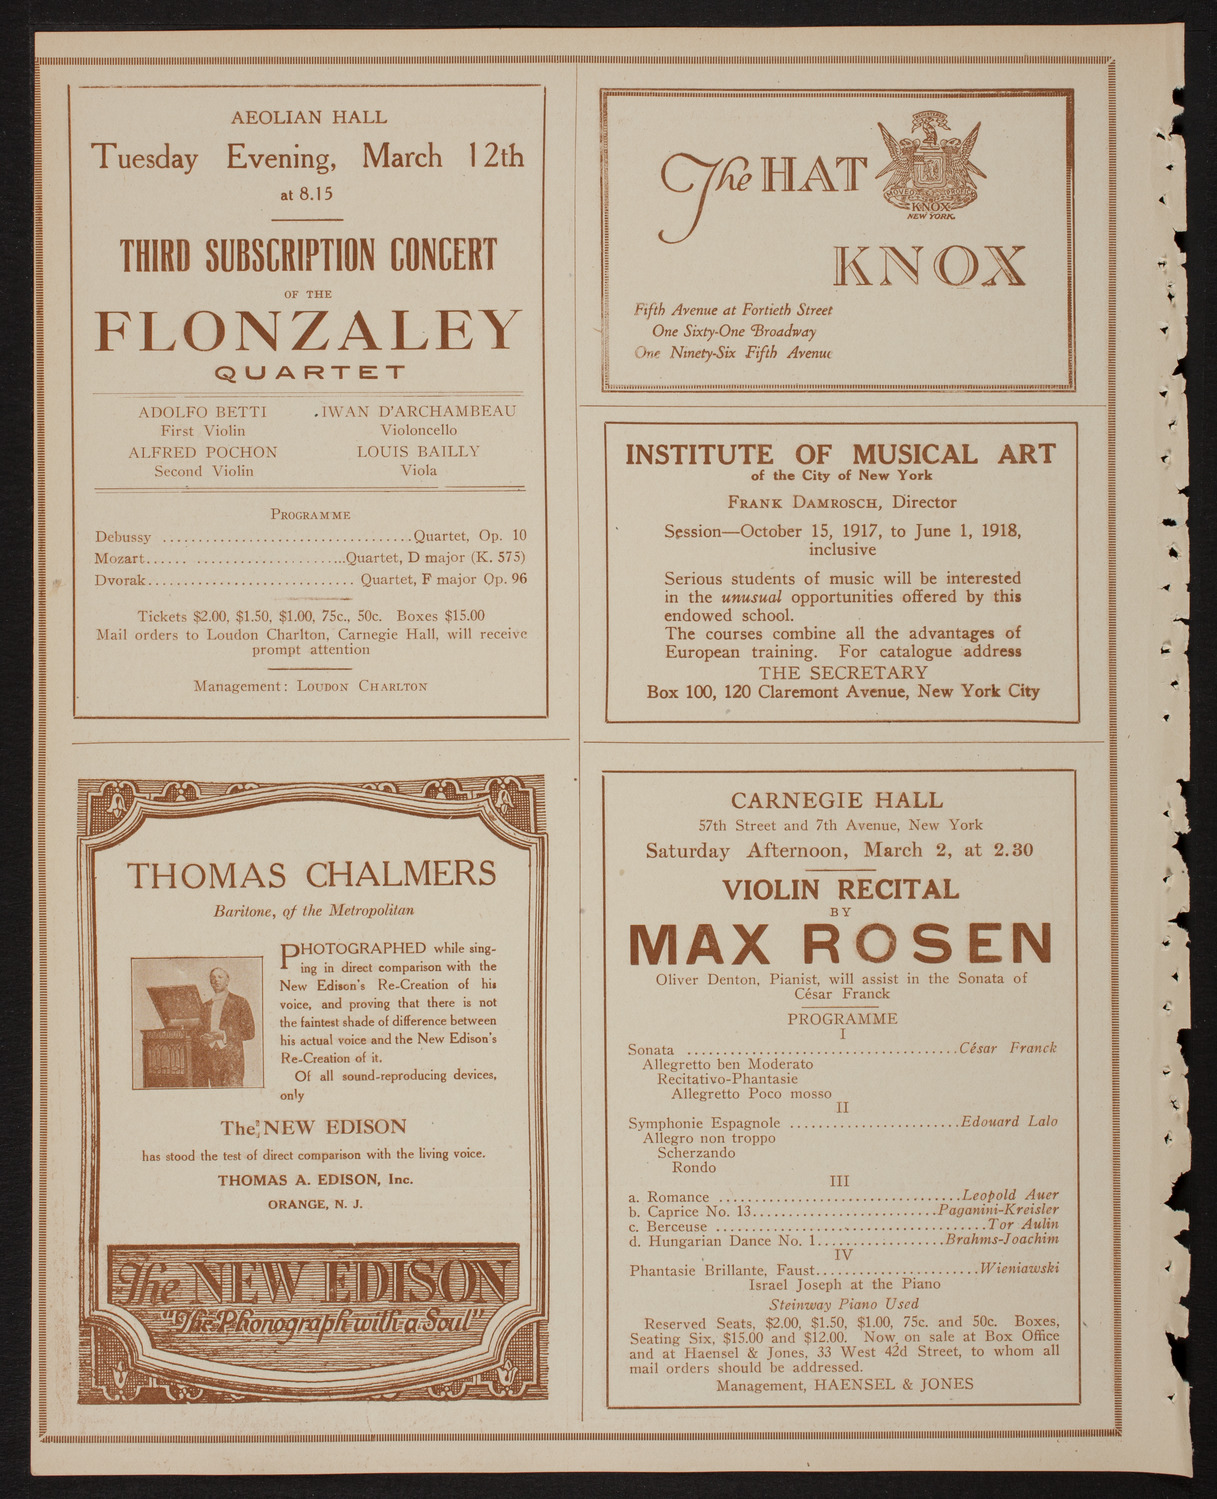 AEOLIAN HALL
Tuesday Evening, March 12th
at 8.15
THIRD SUBSCRIPTION CONCERT
OF THE
FLONZALEY
QUARTET
ADOLFO BETTI
First Violin
ALFRED POCHON
Second Violin
IWAN D'ARCHAMBEAU
Violoncello
LOUIS BAILLY
Viola
PROGRAMME
Debussy ................................... Quartet, Op. 10
Mozart...... ........................... Quartet, D major (K. 575)
Dvorak............................. Quartet, F major Op. 96
Tickets $2.00, $1.50, $1.00, 75c., 50c. Boxes $15.00
Mail orders to Loudon Charlton, Carnegie Hall, will receive
prompt attention
Management: LOUDON CHARLTON
THOMAS CHALMERS
Baritone, of the Metropolitan
PHOTOGRAPHED while sing-
ing in direct comparison with the
New Edison's Re-Creation of his
voice, and proving that there is not
the faintest shade of difference between
his actual voice and the New Edison's
Re-Creation of it.
Of all sound-reproducing devices,
only
The NEW EDISON
has stood the test of direct comparison with the living voice.
THOMAS A. EDISON, Inc.
ORANGE, N. J.
The NEW EDISON
"The Phonograph with a Soul"
The HAT
KNOX
NEW YORK.
KNOX
Fifth Avenue at Fortieth Street
One Sixty-One Broadway
One Ninety-Six Fifth Avenue
INSTITUTE OF MUSICAL ART
of the City of New York
FRANK DAMROSCH, Director
Session—October 15, 1917, to June 1, 1918,
inclusive
Serious students of music will be interested
in the unusual opportunities offered by this
endowed school.
The courses combine all the advantages of
European training. For catalogue address
THE SECRETARY
Box 100, 120 Claremont Avenue, New York City
CARNEGIE HALL
57th Street and 7th Avenue, New York
Saturday Afternoon, March 2, at 2.30
VIOLIN RECITAL
BY
MAX ROSEN
Oliver Denton, Pianist, will assist in the Sonata of
César Franck
PROGRAMME
I
Sonata ...................................... César Franck
Allegretto ben Moderato
Recitativo-Phantasie
Allegretto Poco mosso
II
Symphonie Espagnole ........................ Edouard Lalo
Allegro non troppo
Scherzando
Rondo
III
a. Romance .................................. Leopold Auer
b. Caprice No. 13.......................... Paganini-Kreisler
c. Berceuse ...................................... Tor Aulin
d. Hungarian Dance No. 1.................. Brahms-Joachim
IV
Phantasie Brillante, Faust....................... Wieniawski
Israel Joseph at the Piano
Steinway Piano Used
Reserved Seats, $2.00, $1.50, $1.00, 75c. and 50c. Boxes,
Seating Six, $15.00 and $12.00. Now on sale at Box Office
and at Haensel & Jones, 33 West 42d Street, to whom all
mail orders should be addressed.
Management, HAENSEL & JONES